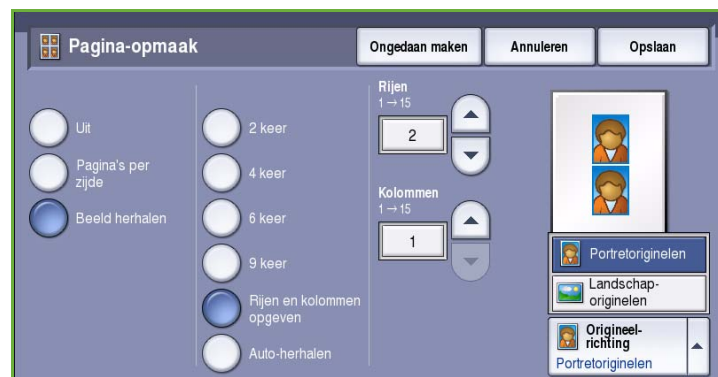 Pagina-opmaak
Ongedaan maken
Annuleren
Opslaan
Uit
Pagina's per
zijde
Beeld herhalen
2 keer
4 keer
6 keer
9 keer
Rijen en kolommen
opgeven
Auto-herhalen
Rijen
1→15
2
Kolommen
1→15
1
Portretoriginelen
Landschap-
originelen
Origineel-
richting
Portretoriginelen